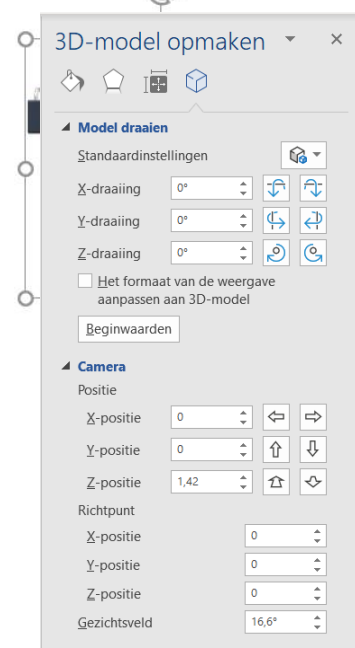 3D-model opmaken
Model draaien
Standaardinstellingen
X-draaiing 0°
Y-draaiing 0°
Z-draaiing 0°
Het formaat van de weergave
aanpassen aan 3D-model
Beginwaarden
Camera
Positie
X-positie 0
Y-positie 0
Z-positie 1,42
Richtpunt
X-positie 0
Y-positie 0
Z-positie 0
Gezichtsveld 16,6°